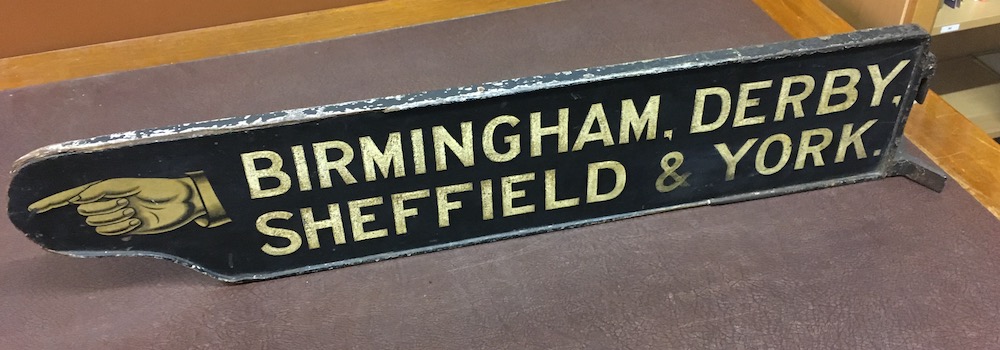 BIRMINGHAM, DERBY,
SHEFFIELD & YORK.